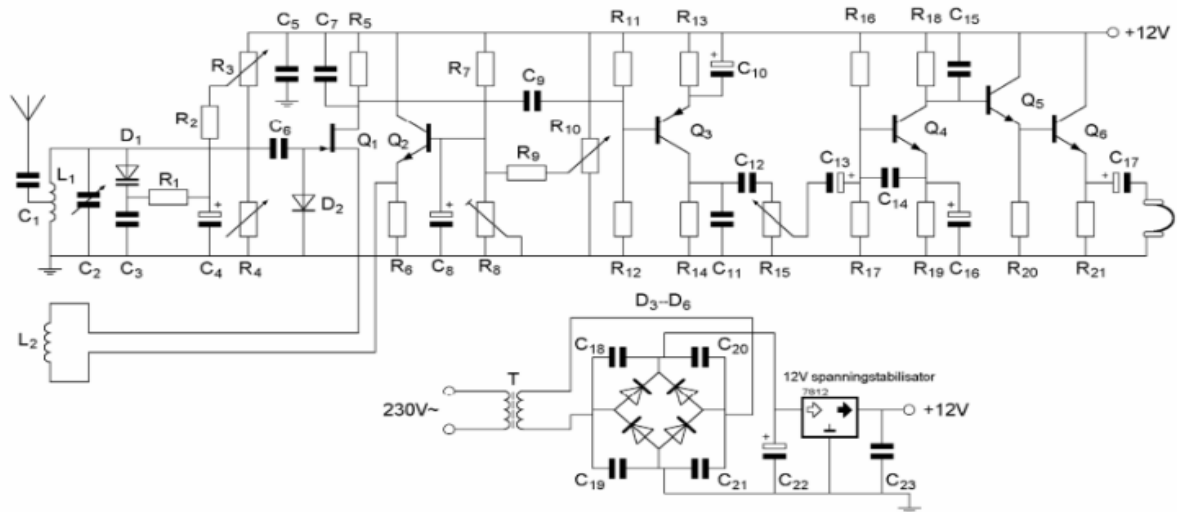 R11 R13 R16 R18 C15
C5 C7 R5 +12V
R3 R7 C9 + C10
R2 R10 Q5
D1 C6 Q1 Q2 Q3 Q4 Q6
L1 R1 R9 C12 C13 C17
C1 + D2 + + C14 + +
C2 C3 C4 R4 R6 C8 R8 R12 R14 C11 R15 R17 R19 C16 R20 R21
D3--D6
L2 C18 C20
T 12V spanningstabilisator
7812
230V~ +12V
+
C19 C21 C22 C23